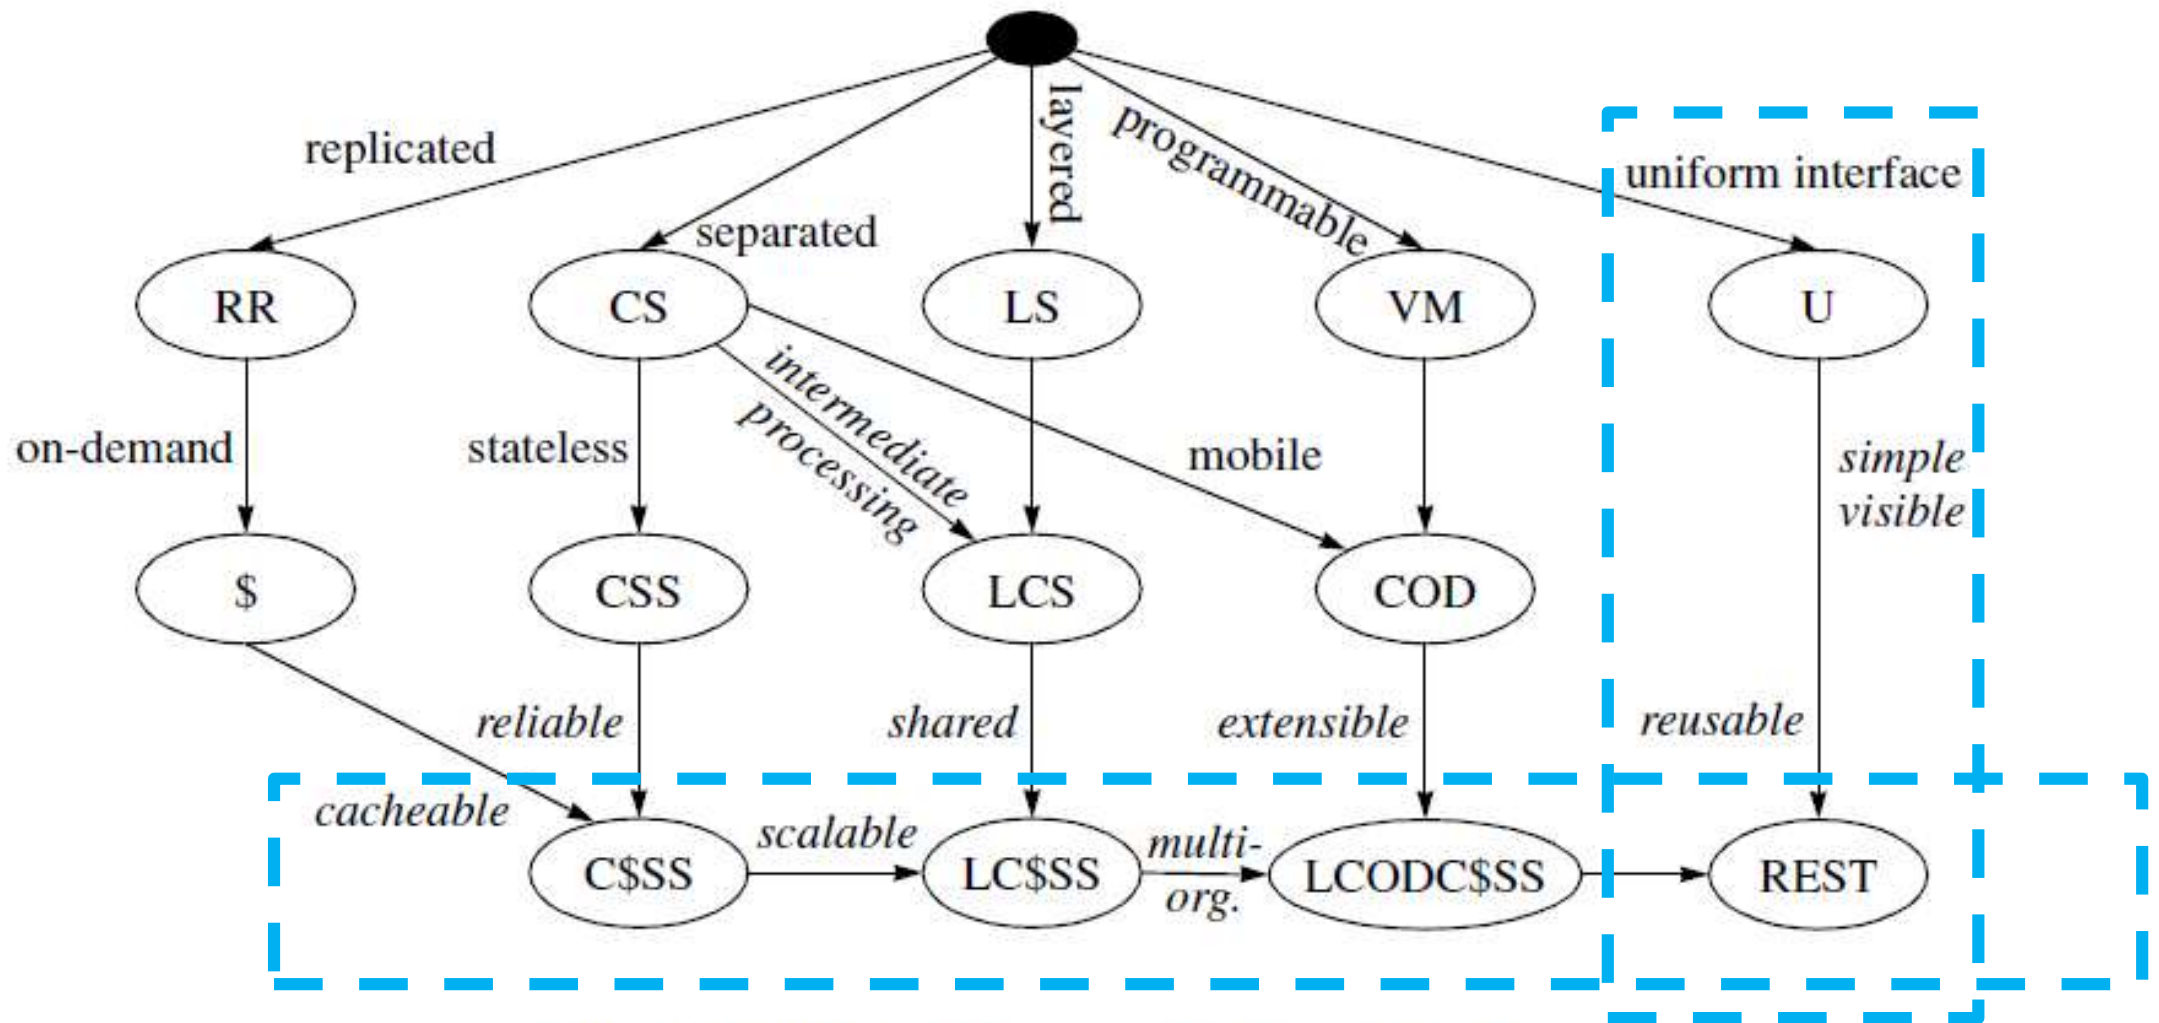 layered
programmable
replicated
uniform interface
separated
RR
CS
LS
VM
U
intermediate
processing
on-demand
stateless
mobile
simple
visible
$
CSS
LCS
COD
reliable
shared
extensible
reusable
cacheable
scalable
multi-
org.
C$SS
LC$SS
LCODC$SS
REST